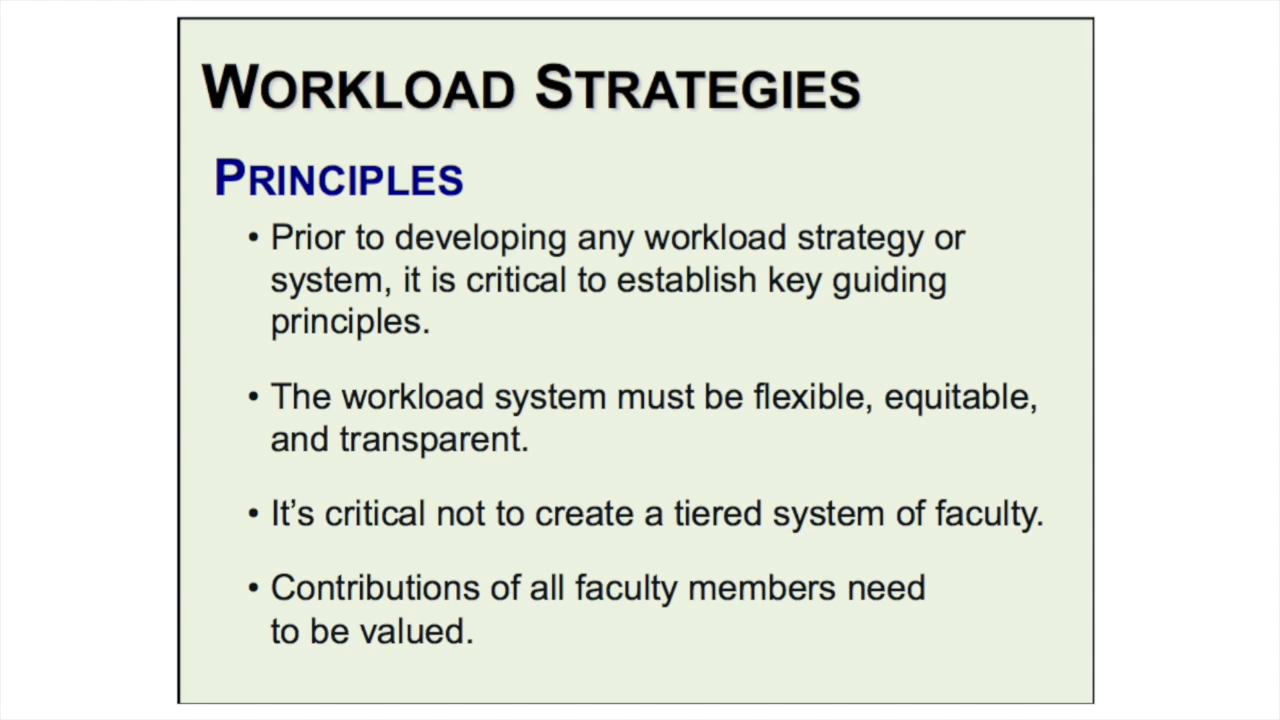 WORKLOAD STRATEGIES
PRINCIPLES
• Prior to developing any workload strategy or
system, it is critical to establish key guiding
principles.
• The workload system must be flexible, equitable,
and transparent.
• It’s critical not to create a tiered system of faculty.
• Contributions of all faculty members need
to be valued.